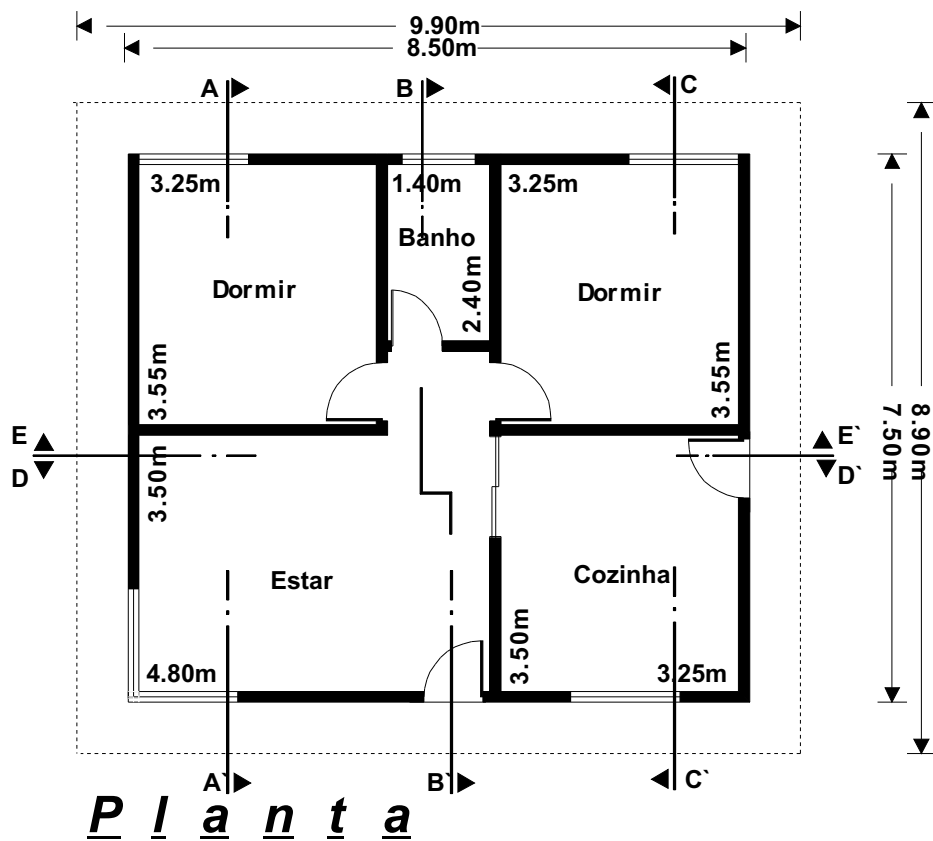 9.90m
8.50m
A B C
3.25m 1.40m 3.25m
Banho
2.40m
Dormir Dormir
3.55m 3.55m
E E`
D D`
3.50m
7.50m
8.90m
Estar Cozinha
3.50m
4.80m 3.25m
A` B` C`
Planta